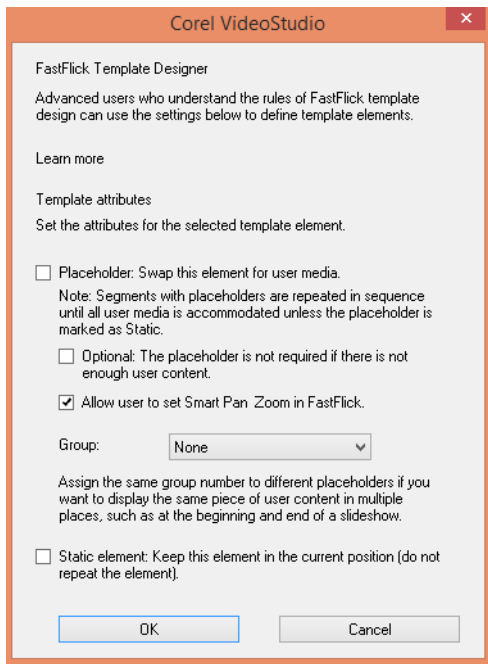 Corel VideoStudio
FastFlick Template Designer
Advanced users who understand the rules of FastFlick template
design can use the settings below to define template elements.
Learn more
Template attributes
Set the attributes for the selected template element.
Placeholder: Swap this element for user media.
Note: Segments with placeholders are repeated in sequence
until all user media is accommodated unless the placeholder is
marked as Static.
Optional: The placeholder is not required if there is not
enough user content.
Allow user to set Smart Pan Zoom in FastFlick.
Group: None
Assign the same group number to different placeholders if you
want to display the same piece of user content in multiple
places, such as at the beginning and end of a slideshow.
Static element: Keep this element in the current position (do not
repeat the element).
OK Cancel